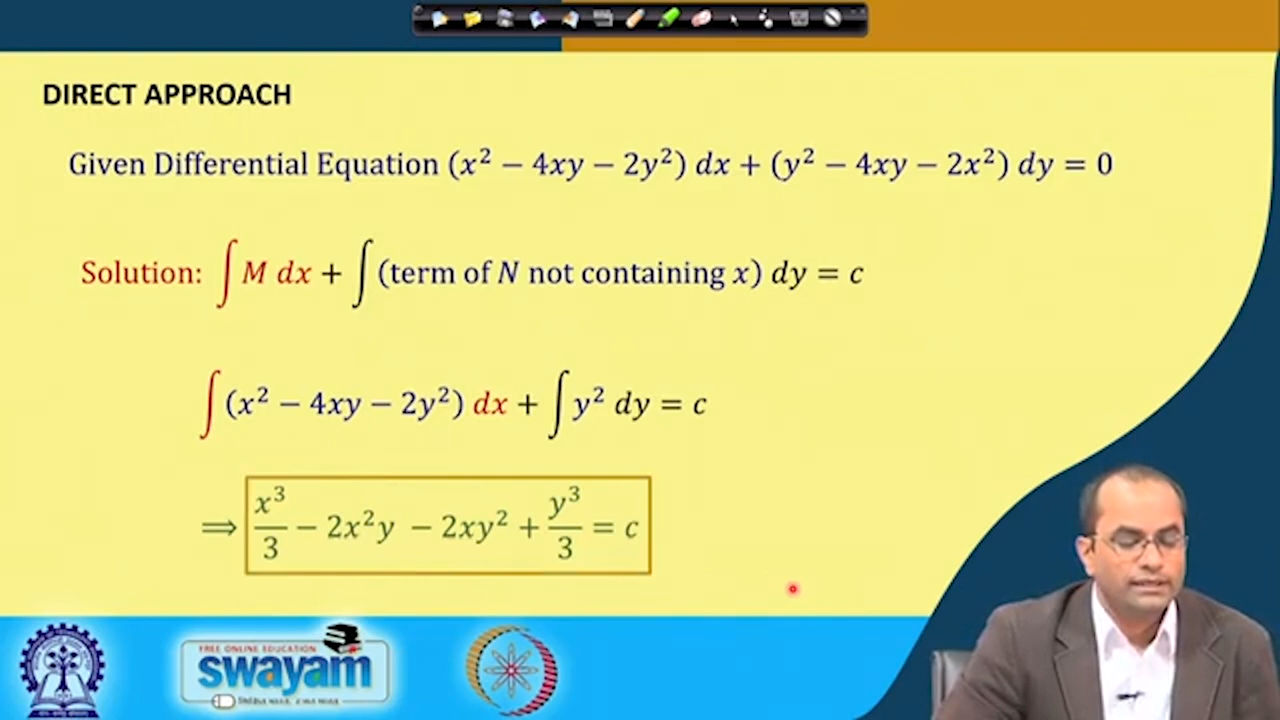 DIRECT APPROACH
Given Differential Equation (x² − 4xy − 2y²) dx + (y² − 4xy − 2x²) dy = 0
Solution: ∫ M dx + ∫ (term of N not containing x) dy = c
∫ (x² − 4xy − 2y²) dx + ∫ y² dy = c
⟹ x³/3 − 2x²y − 2xy² + y³/3 = c
FREE ONLINE EDUCATION
swayam